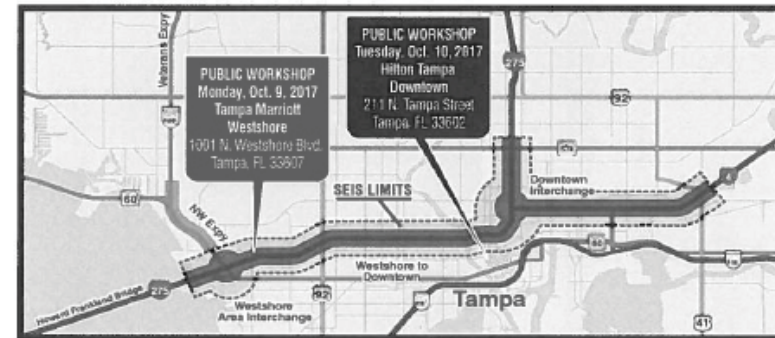 PUBLIC WORKSHOP
Monday, Oct. 9, 2017
Tampa Marriott
Westshore
1001 N. Westshore Blvd.
Tampa, FL 33607
PUBLIC WORKSHOP
Tuesday, Oct. 10, 2017
Hilton Tampa
Downtown
211 N. Tampa Street
Tampa, FL 33602
Veterans Expy
275
92
60
NW Expy
SEIS LIMITS
Downtown
Interchange
4
Westshore to
Downtown
60
Howard Frankland Bridge
275
Westshore
Area Interchange
92
Tampa
41